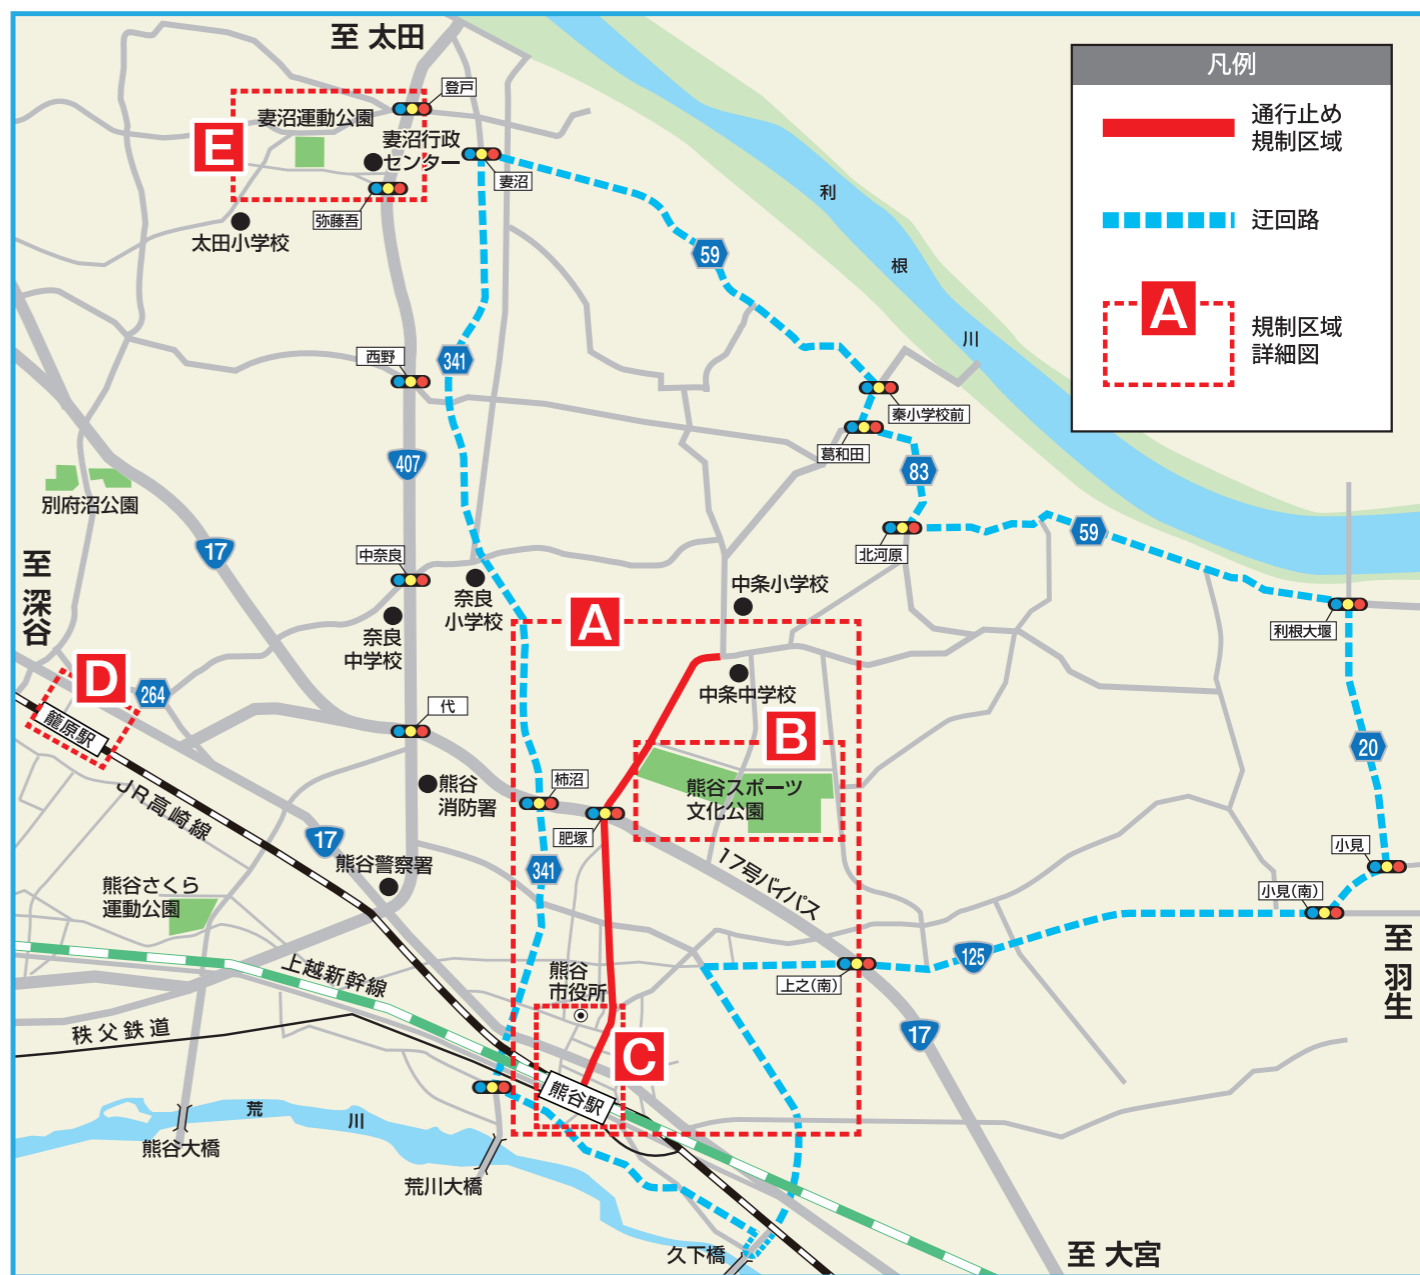 至 太田
凡例
通行止め
規制区域
迂回路
A
規制区域
詳細図
登戸
妻沼運動公園
E
妻沼行政
センター
妻沼
弥藤吾
太田小学校
利
根
川
59
西野
341
秦小学校前
葛和田
407
83
別府沼公園
17
北河原
59
至
深
谷
中奈良
奈良
小学校
奈良
中学校
中条小学校
利根大堰
A
D
264
籠原駅
中条中学校
代
B
20
熊谷
消防署
柿沼
熊谷スポーツ
文化公園
肥塚
JR高崎線
17
熊谷警察署
341
17号バイパス
小見
小見(南)
熊谷さくら
運動公園
至
羽
生
125
上越新幹線
熊谷
市役所
上之(南)
秩父鉄道
17
C
熊谷駅
荒
川
熊谷大橋
荒川大橋
久下橋
至 大宮